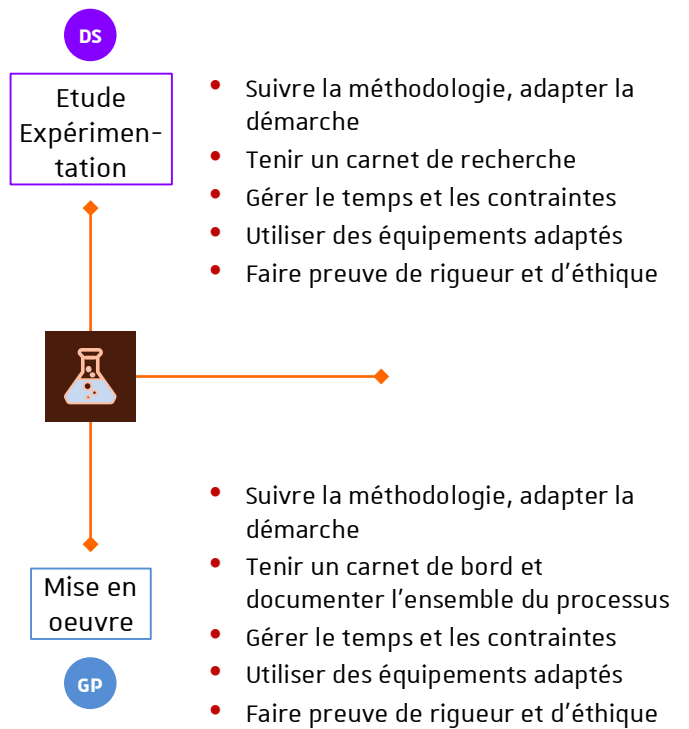 DS
Etude
Expérimen-
tation
• Suivre la méthodologie, adapter la
démarche
• Tenir un carnet de recherche
• Gérer le temps et les contraintes
• Utiliser des équipements adaptés
• Faire preuve de rigueur et d'éthique
Mise en
oeuvre
GP
• Suivre la méthodologie, adapter la
démarche
• Tenir un carnet de bord et
documenter l'ensemble du processus
• Gérer le temps et les contraintes
• Utiliser des équipements adaptés
• Faire preuve de rigueur et d'éthique